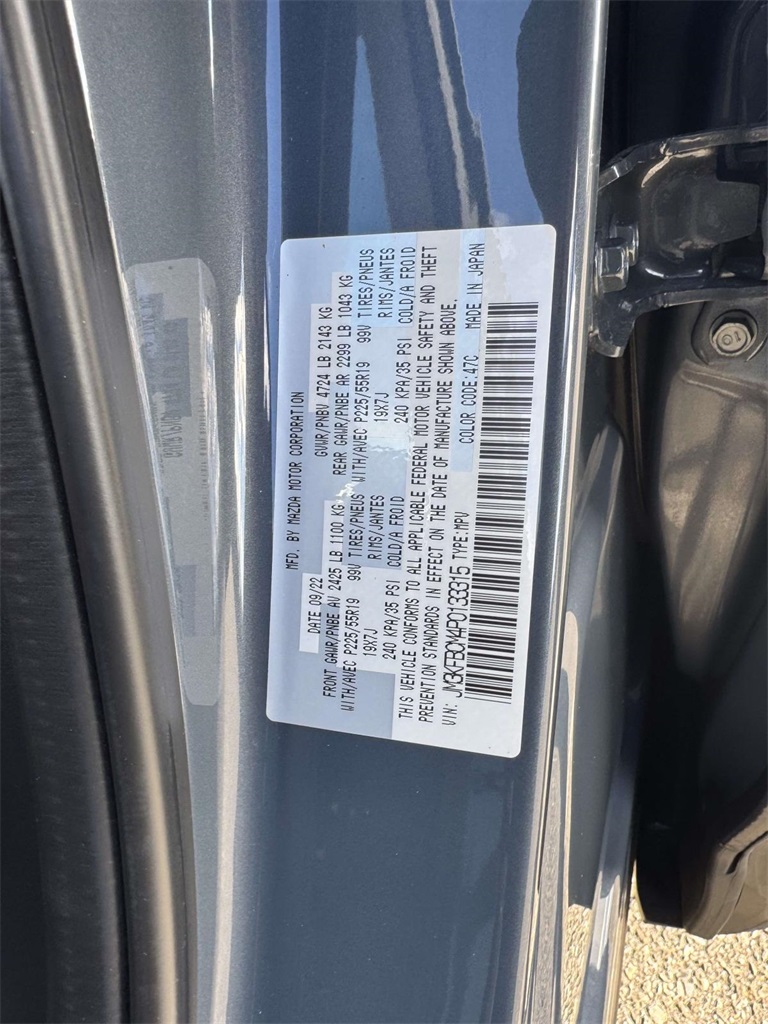 MFD. BY MAZDA MOTOR CORPORATION
DATE 09/22 GVWR/PNBV 4724 LB 2143 KG
FRONT GAWR/PNBE AV 2425 LB 1100 KG REAR GAWR/PNBE AR 2299 LB 1043 KG
WITH/AVEC P225/55R19 99V TIRES/PNEUS WITH/AVEC P225/55R19 99V TIRES/PNEUS
19X7J RIMS/JANTES 19X7J RIMS/JANTES
240 KPA/35 PSI COLD/A FROID 240 KPA/35 PSI COLD/A FROID
THIS VEHICLE CONFORMS TO ALL APPLICABLE FEDERAL MOTOR VEHICLE SAFETY AND THEFT
PREVENTION STANDARDS IN EFFECT ON THE DATE OF MANUFACTURE SHOWN ABOVE.
VIN: JM3KFBCM4P0133315 TYPE:MPV COLOR CODE:47C MADE IN JAPAN